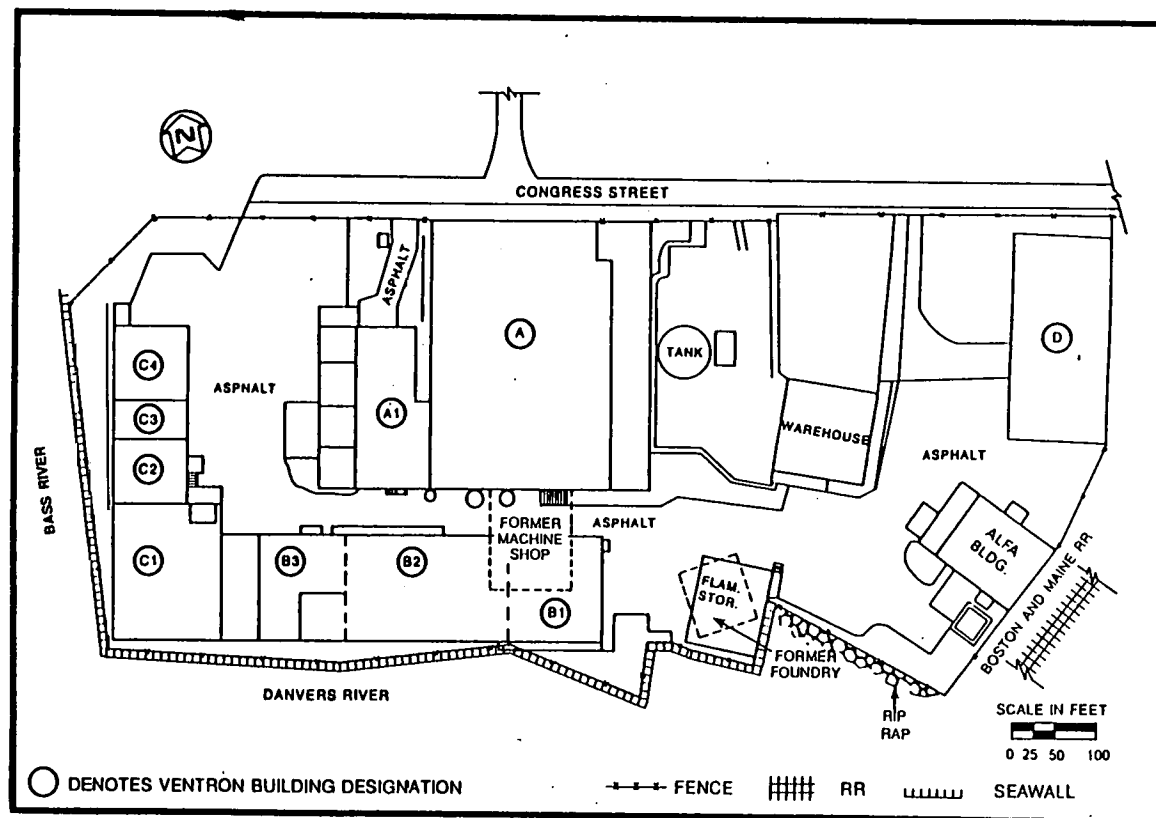 N
CONGRESS STREET
ASPHALT
A
D
TANK
C4
C3
ASPHALT
A1
WAREHOUSE
C2
ASPHALT
BASS RIVER
FORMER
MACHINE
SHOP
ASPHALT
ALFA
BLDG.
C1
B3
B2
B1
FLAM.
STOR.
BOSTON AND MAINE RR
FORMER
FOUNDRY
DANVERS RIVER
RIP
RAP
SCALE IN FEET
0 25 50 100
DENOTES VENTRON BUILDING DESIGNATION
FENCE
RR
SEAWALL